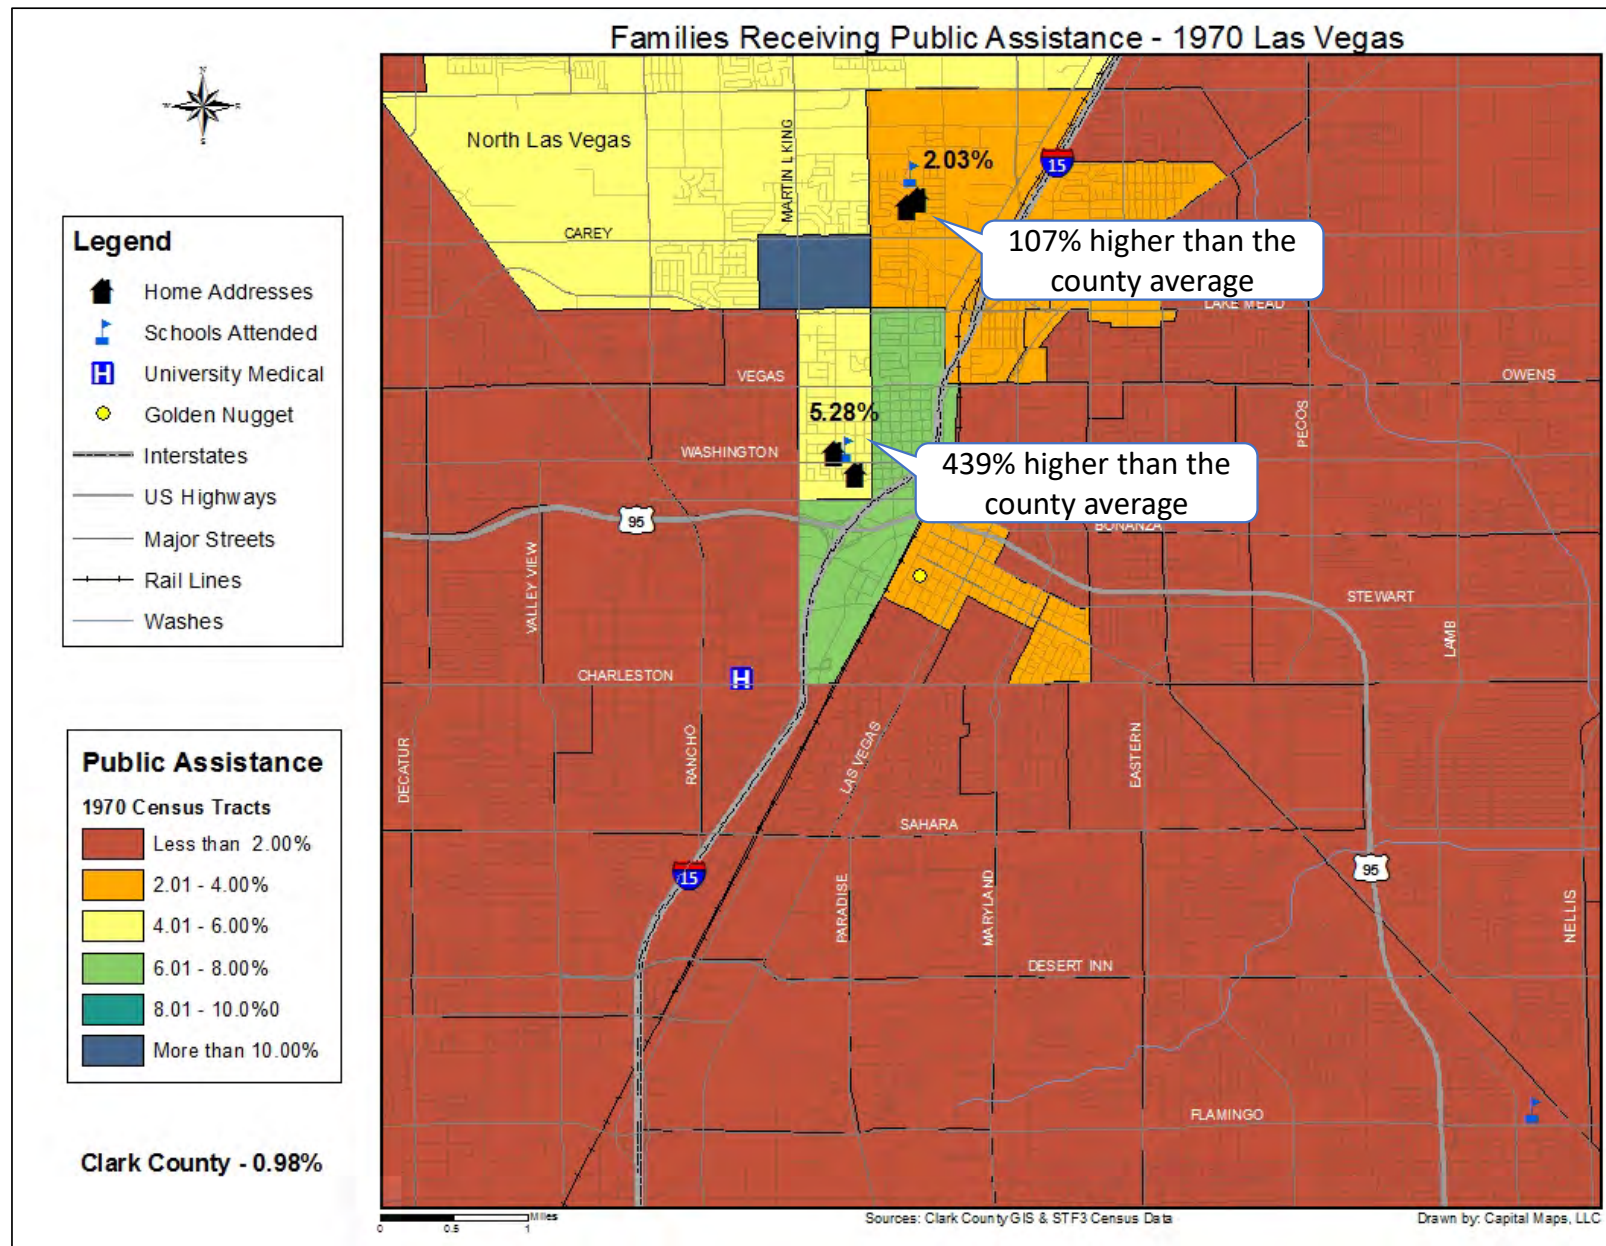 Families Receiving Public Assistance - 1970 Las Vegas
N
W
E
S
North Las Vegas
MARTIN L KING
2.03%
15
107% higher than the
county average
CAREY
LAKE MEAD
VEGAS
OWENS
5.28%
PECOS
WASHINGTON
439% higher than the
county average
95
BONANZA
VALLEY VIEW
STEWART
LAMB
CHARLESTON
H
DECATUR
RANCHO
LAS VEGAS
EASTERN
SAHARA
15
95
PARADISE
MARYLAND
NELLIS
DESERT INN
FLAMINGO
Legend
Home Addresses
Schools Attended
H University Medical
Golden Nugget
Interstates
US Highways
Major Streets
Rail Lines
Washes
Public Assistance
1970 Census Tracts
Less than 2.00%
2.01 - 4.00%
4.01 - 6.00%
6.01 - 8.00%
8.01 - 10.0%0
More than 10.00%
Clark County - 0.98%
Miles
0 0.5 1
Sources: Clark County GIS & STF3 Census Data
Drawn by: Capital Maps, LLC